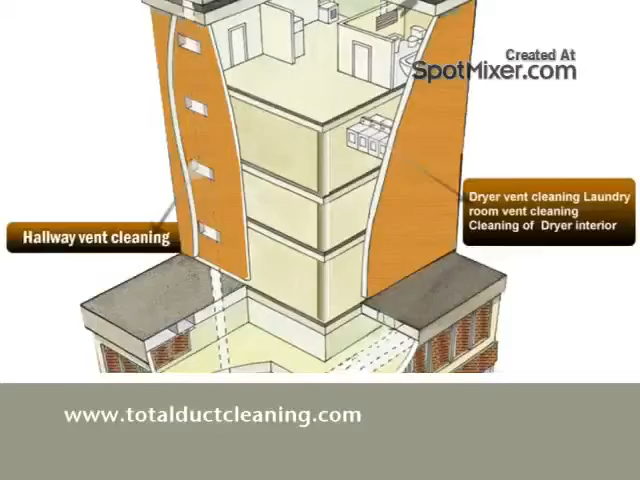 Created At
SpotMixer.com
Dryer vent cleaning Laundry
room vent cleaning
Cleaning of Dryer interior
Hallway vent cleaning
www.totalductcleaning.com